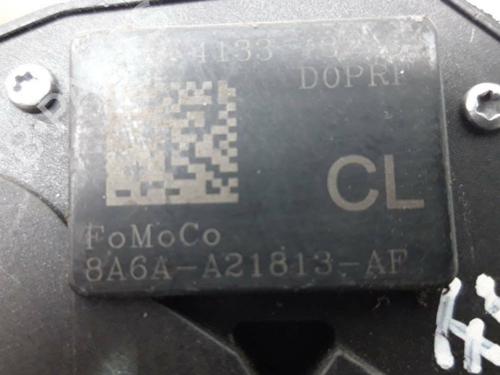 D0PRF
CL
FoMoCo
8A6A-A21813-AF